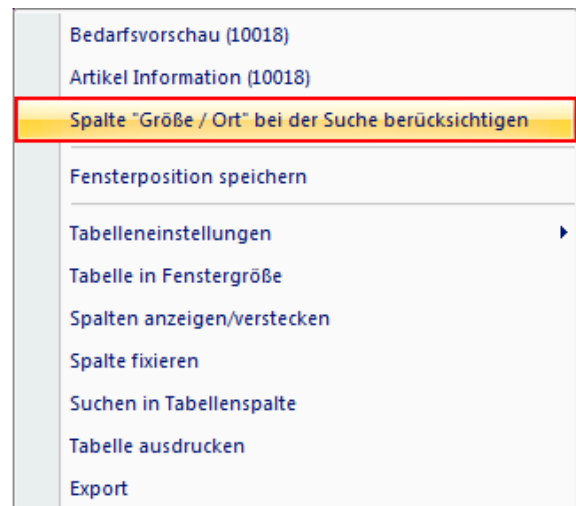 Bedarfsvorschau (10018)
Artikel Information (10018)
Spalte "Größe / Ort" bei der Suche berücksichtigen
Fensterposition speichern
Tabelleneinstellungen
Tabelle in Fenstergröße
Spalten anzeigen/verstecken
Spalte fixieren
Suchen in Tabellenspalte
Tabelle ausdrucken
Export